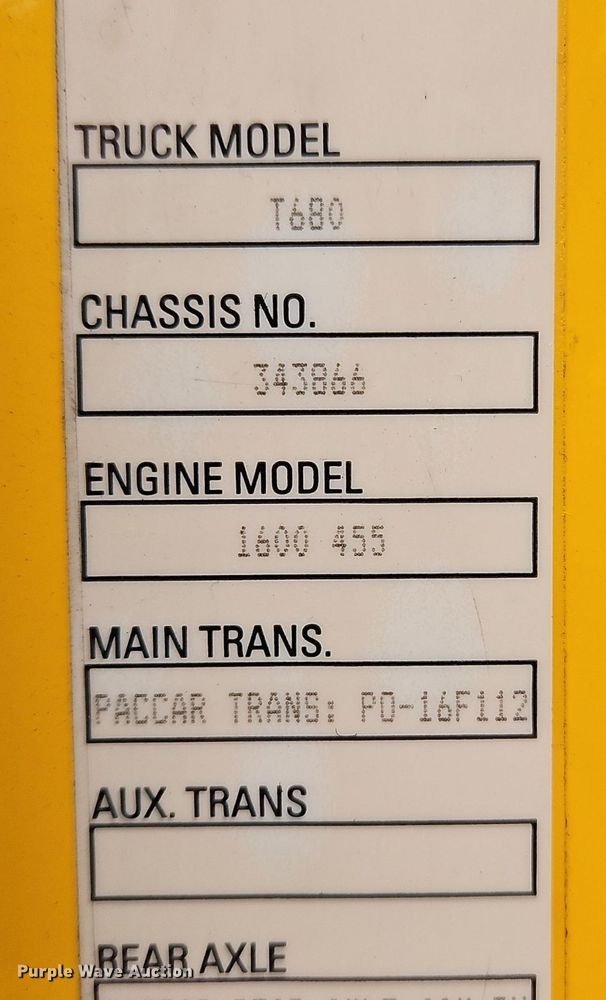 TRUCK MODEL
T680
CHASSIS NO.
343866
ENGINE MODEL
1600 455
MAIN TRANS.
PACCAR TRANS: PO-16F112
AUX. TRANS
REAR AXLE
Purple Wave Auction